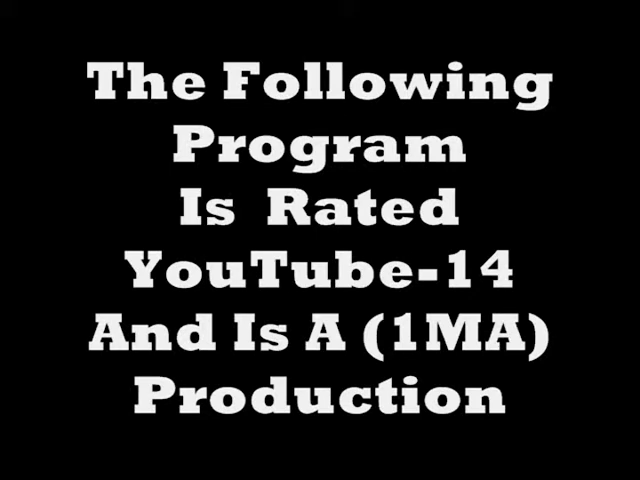 The Following
Program
Is Rated
YouTube-14
And Is A (1MA)
Production